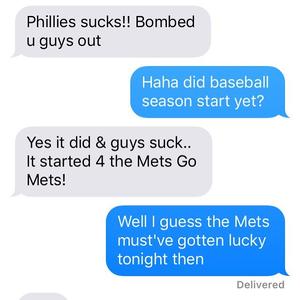 Phillies sucks!! Bombed
u guys out
Haha did baseball
season start yet?
Yes it did & guys suck..
It started 4 the Mets Go
Mets!
Well I guess the Mets
must've gotten lucky
tonight then
Delivered